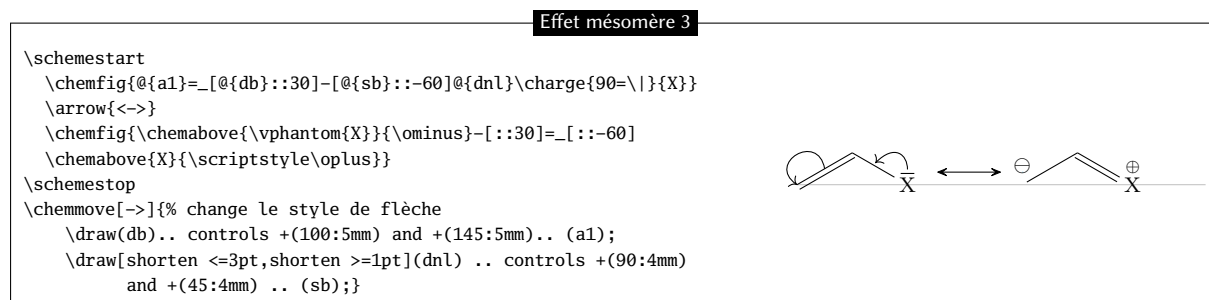 Effet mésomère 3
\schemestart
\chemfig{@{a1}=_[@{db}::30]-[@{sb}::-60]@{dnl}\charge{90=\|}{X}}
\arrow{<->}
\chemfig{\chemabove{\vphantom{X}}{\ominus}-[::30]=_[::-60]
\chemabove{X}{\scriptstyle\oplus}}
\schemestop
\chemmove[->]{% change le style de flèche
\draw(db).. controls +(100:5mm) and +(145:5mm).. (a1);
\draw[shorten <=3pt,shorten >=1pt](dnl) .. controls +(90:4mm)
and +(45:4mm) .. (sb);}
X ⊖ ⊕ X